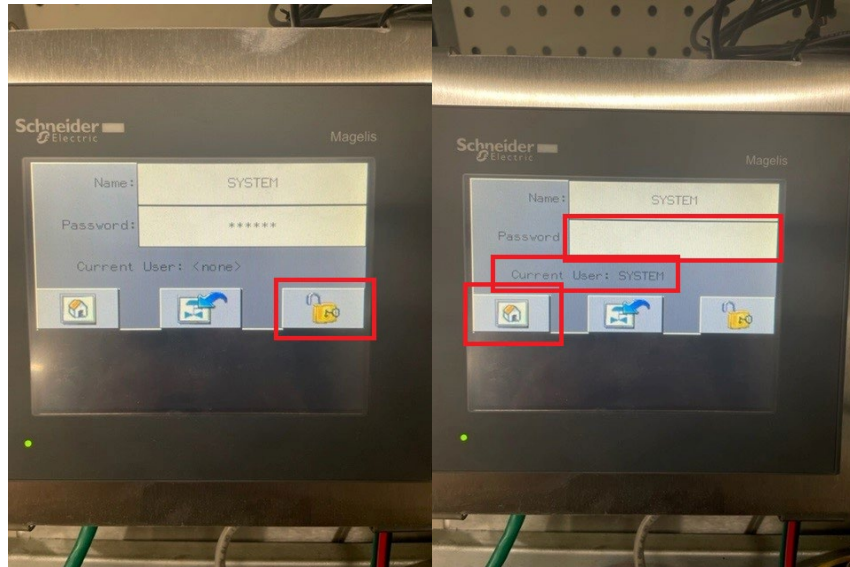 Schneider
Electric
Magelis
Name: SYSTEM
Password: ******
Current User: <none>
Schneider
Electric
Magelis
Name: SYSTEM
Password
Current User: SYSTEM